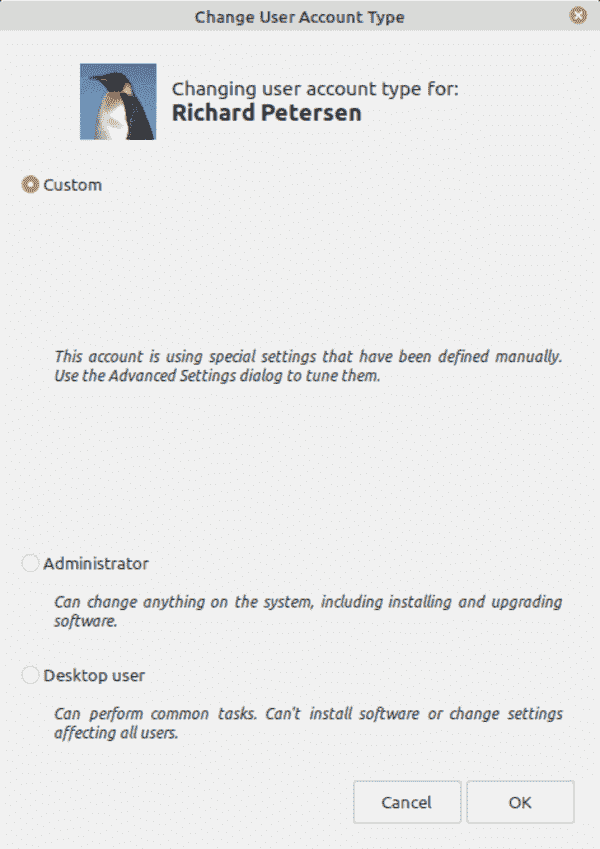 Change User Account Type
Changing user account type for:
Richard Petersen
Custom
This account is using special settings that have been defined manually.
Use the Advanced Settings dialog to tune them.
Administrator
Can change anything on the system, including installing and upgrading
software.
Desktop user
Can perform common tasks. Can't install software or change settings
affecting all users.
Cancel
OK